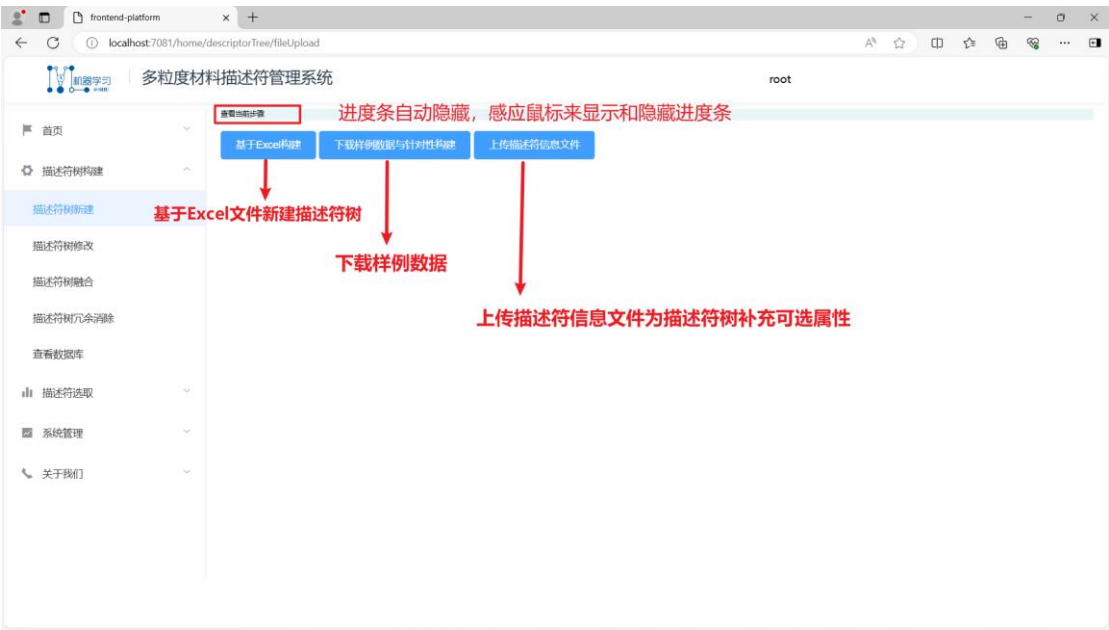 frontend-platform
localhost:7081/home/descriptorTree/fileUpload
机器学习
多粒度材料描述符管理系统
root
查看当前步骤
进度条自动隐藏,感应鼠标来显示和隐藏进度条
首页
基于Excel构建
下载样例数据与针对性构建
上传描述符信息文件
描述符树构建
描述符树新建
基于Excel文件新建描述符树
描述符树修改
下载样例数据
描述符树融合
描述符树冗余消除
上传描述符信息文件为描述符树补充可选属性
查看数据库
描述符选取
系统管理
关于我们